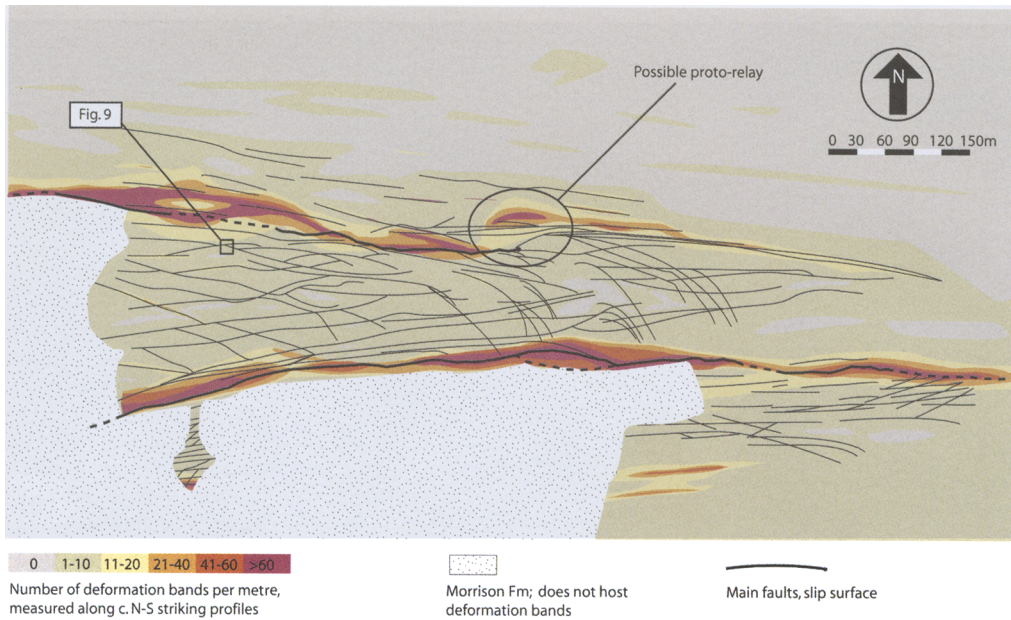 Possible proto-relay
N
Fig. 9
0 30 60 90 120 150m
0 1-10 11-20 21-40 41-60 >60
Number of deformation bands per metre,
measured along c. N-S striking profiles
Morrison Fm; does not host
deformation bands
Main faults, slip surface